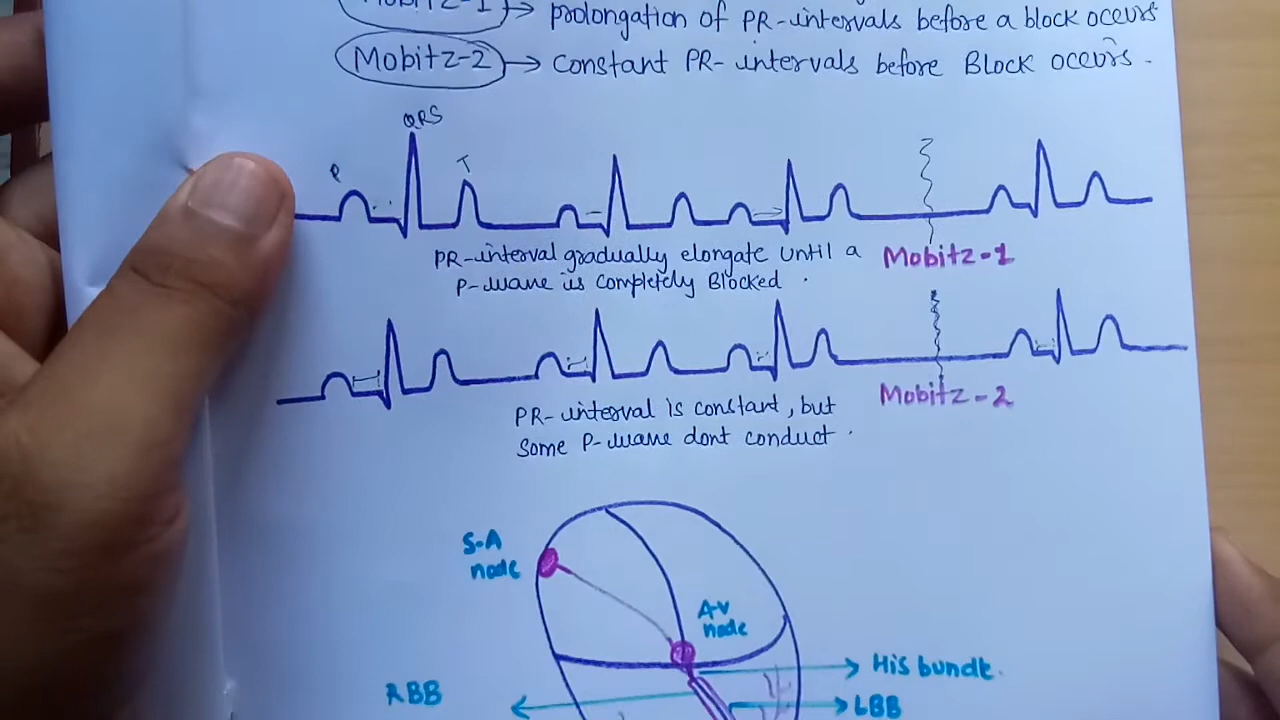 Mobitz-1 → prolongation of PR-intervals before a block occurs
Mobitz-2 → Constant PR-intervals before Block occurs.
P QRS T
PR-interval gradually elongate until a
P-wave is completely Blocked.
Mobitz-1
PR-interval is constant, but
Some P-wave dont conduct.
Mobitz-2
S-A
node
A-V
node
His bundle.
RBB
LBB